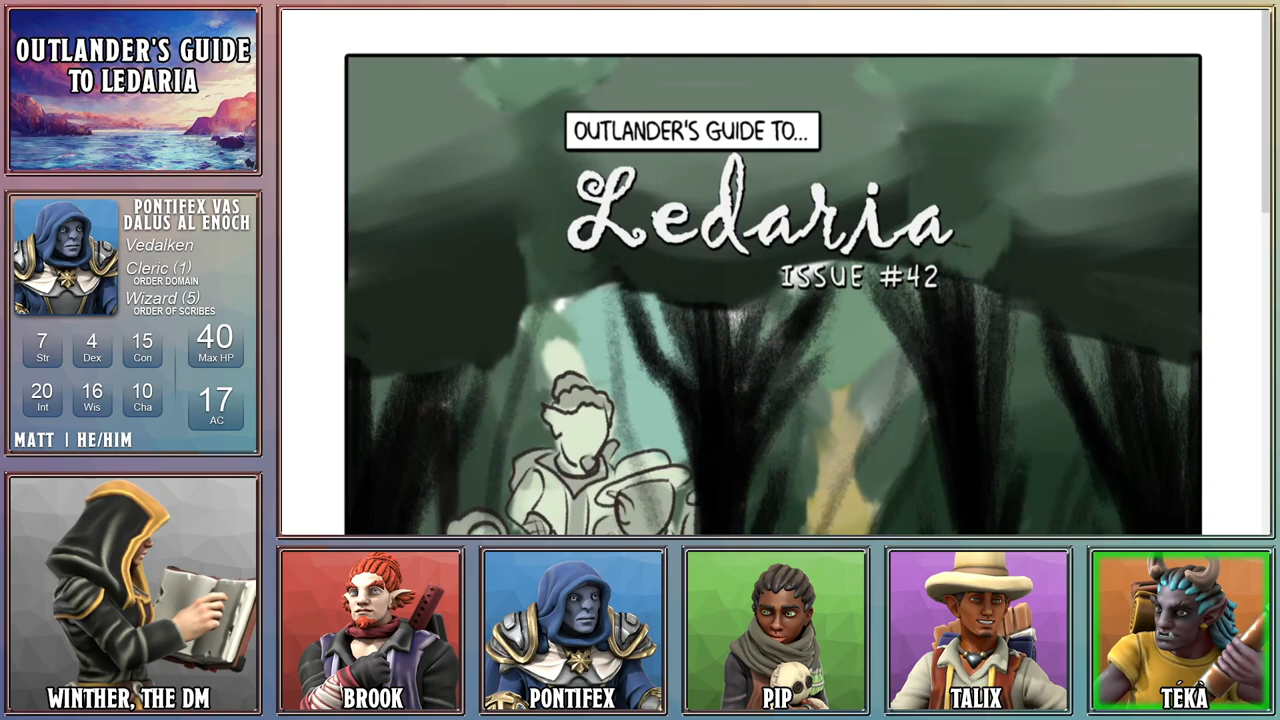 OUTLANDER'S GUIDE
TO LEDARIA
PONTIFEX VAS
DALUS AL ENOCH
Vedalken
Cleric (1)
ORDER DOMAIN
Wizard (5)
ORDER OF SCRIBES
7
Str
4
Dex
15
Con
40
Max HP
20
Int
16
Wis
10
Cha
17
AC
MATT | HE/HIM
WINTHER, THE DM
OUTLANDER'S GUIDE TO...
Ledaria
ISSUE #42
BROOK
PONTIFEX
PIP
TALIX
TÉKÀ